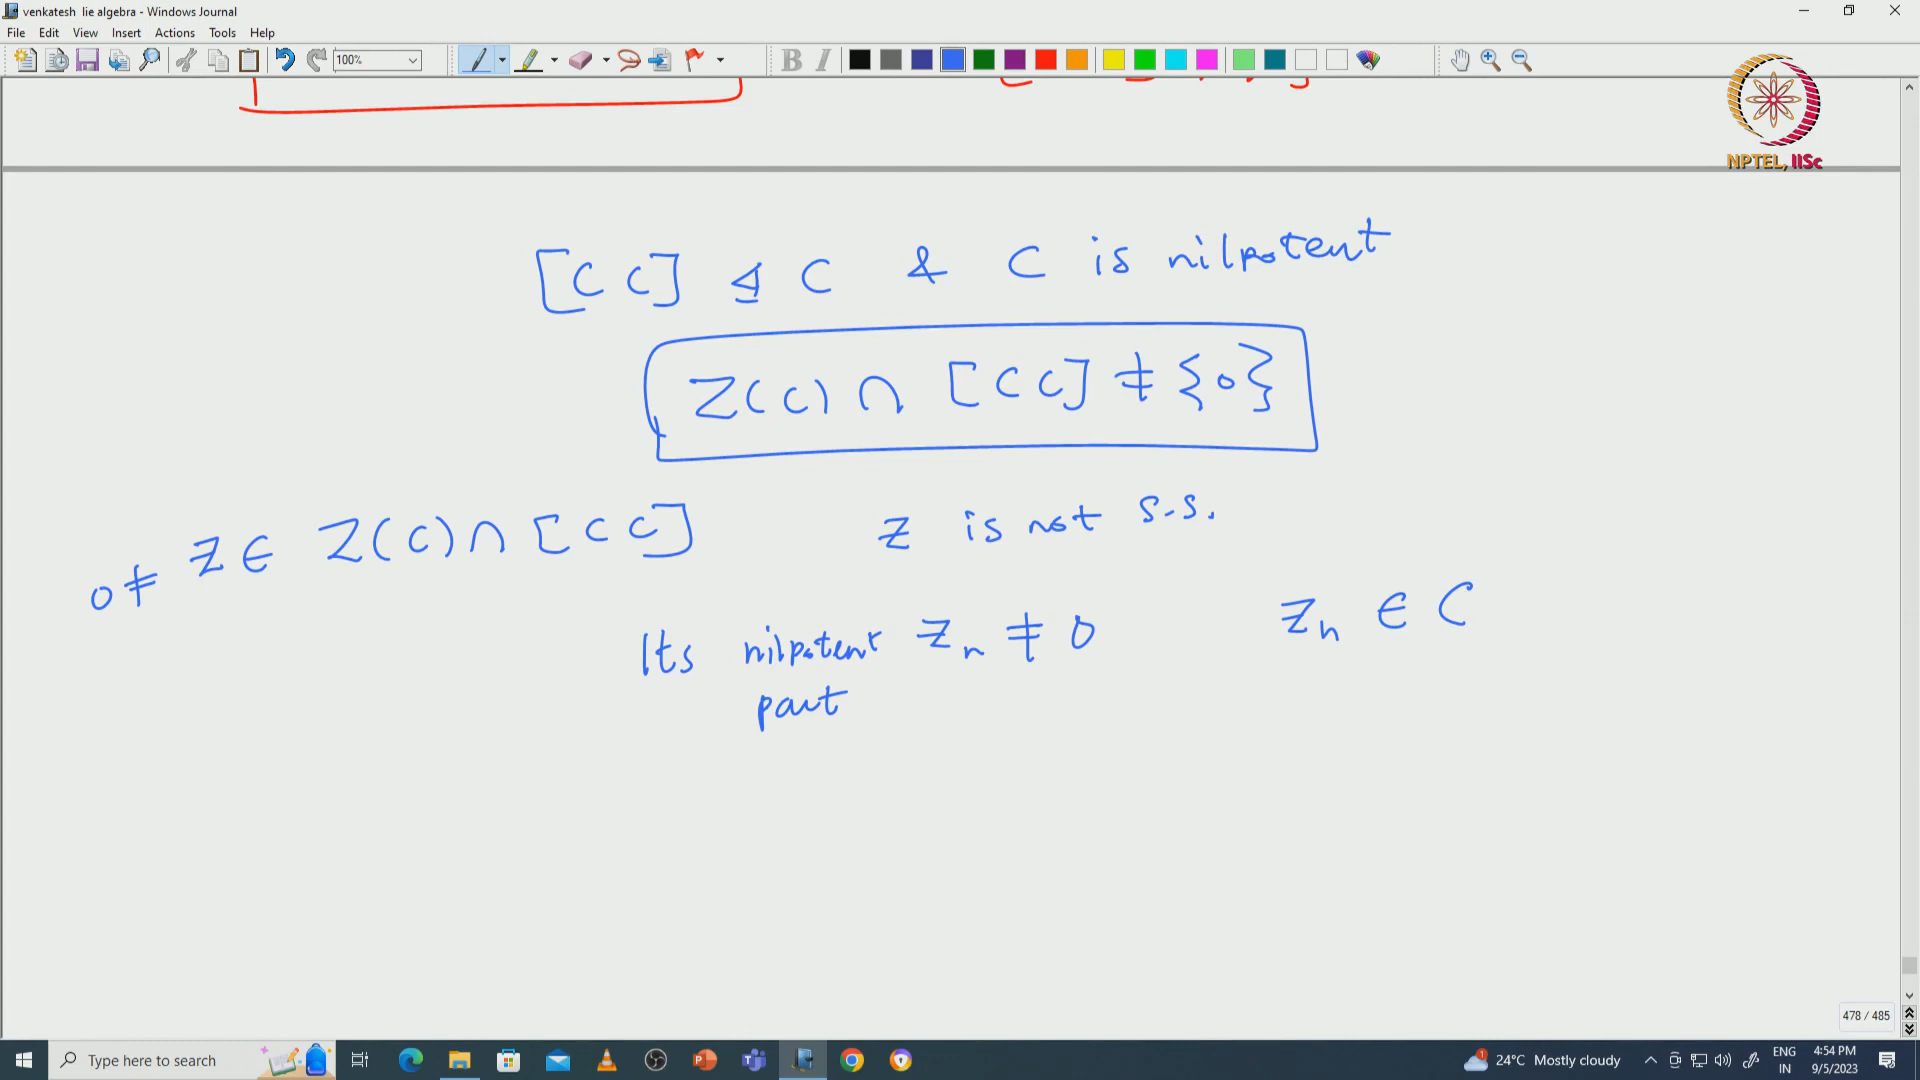 venkatesh lie algebra - Windows Journal
File Edit View Insert Actions Tools Help
100%
B I
NPTEL, IISc
[C C] ⊴ C & C is nilpotent
Z(C) ∩ [C C] ≠ {0}
0 ≠ z ∈ Z(C) ∩ [C C] z is not s.s.
Its nilpotent part z_n ≠ 0 z_n ∈ C
478 / 485
Type here to search
24°C Mostly cloudy
ENG
IN
4:54 PM
9/5/2023